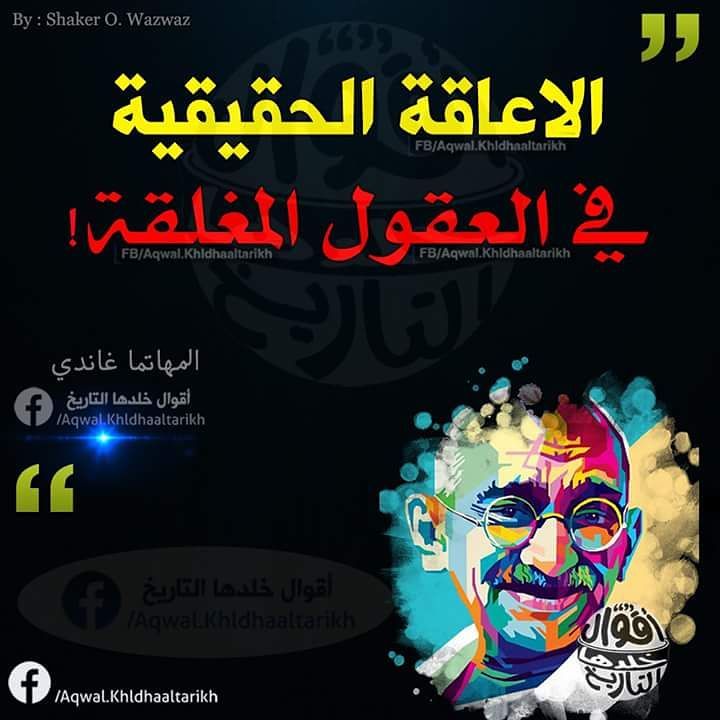 By : Shaker O. Wazwaz
الاعاقة الحقيقية
FB/Aqwal.Khldhaaltarikh
في العقول المغلقة!
FB/Aqwal.Khldhaaltarikh
FB/Aqwal.Khldhaaltarikh
المهاتما غاندي
أقوال خلدها التاريخ
/Aqwal.Khldhaaltarikh
أقوال خلدها التاريخ
/Aqwal.Khldhaaltarikh
أقوال
التاريخ
/Aqwal.Khldhaaltarikh